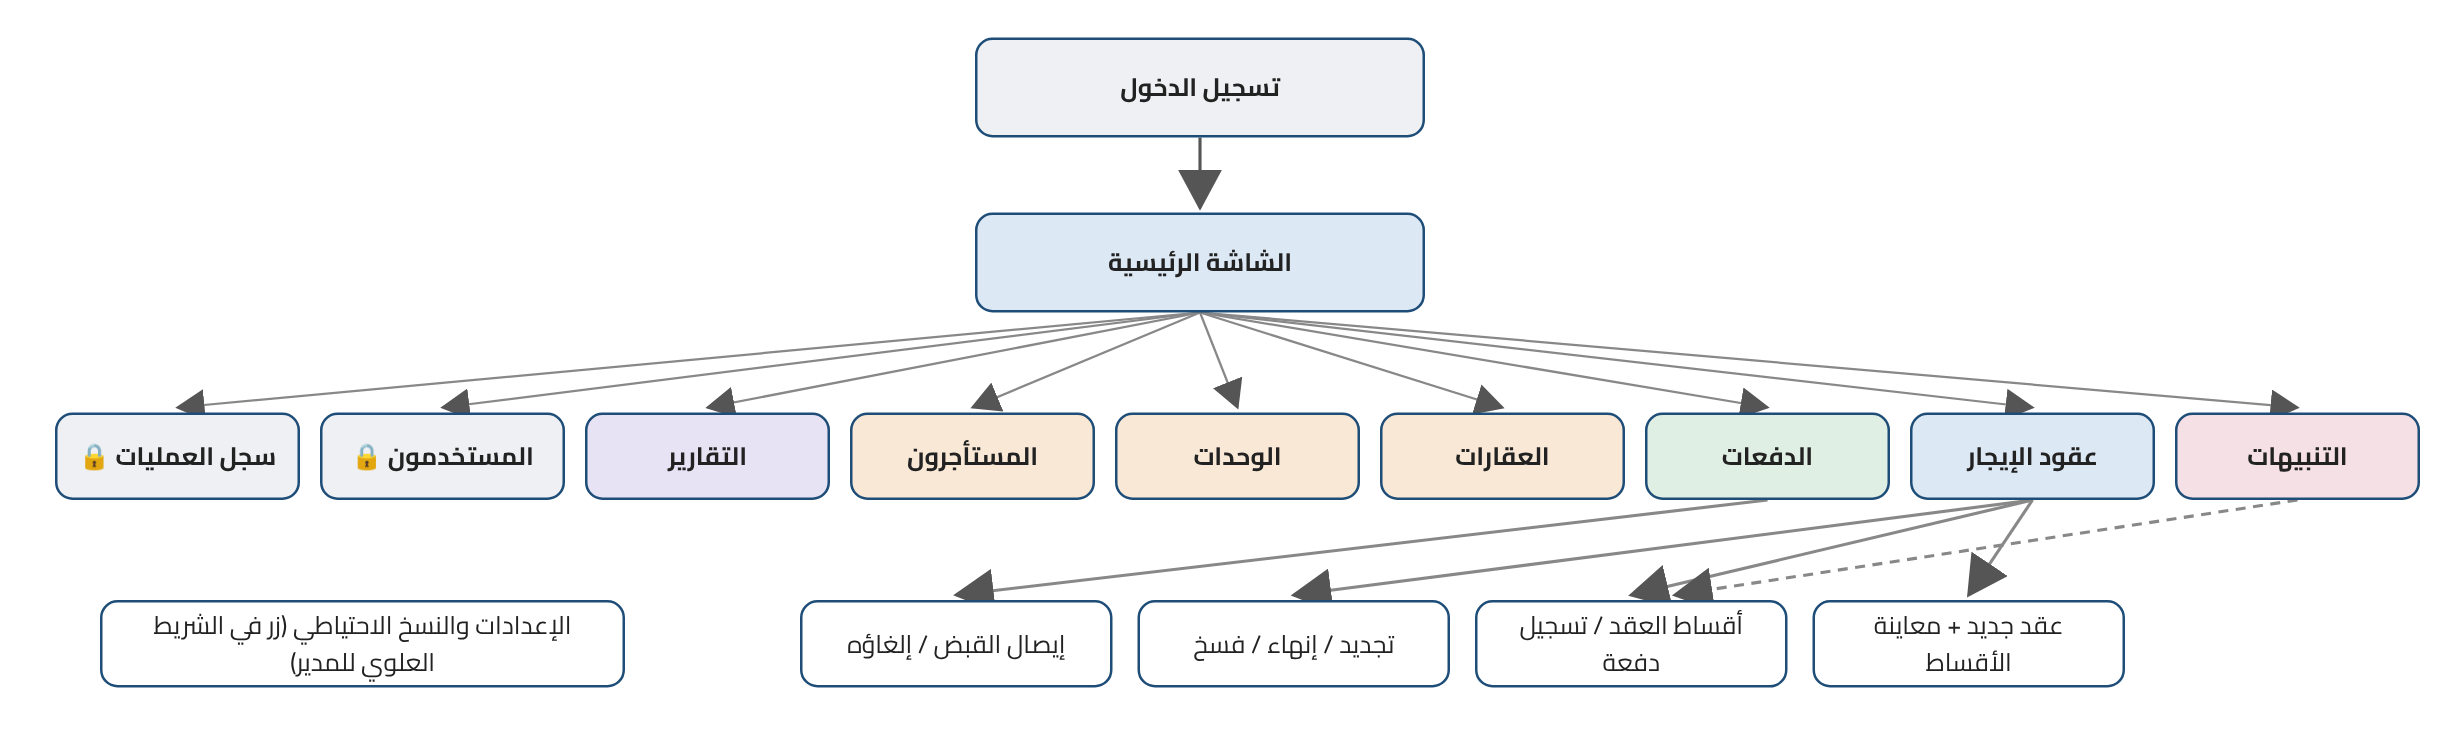 تسجيل الدخول
الشاشة الرئيسية
التنبيهات
عقود الإيجار
الدفعات
العقارات
الوحدات
المستأجرون
التقارير
المستخدمون 🔒
سجل العمليات 🔒
عقد جديد + معاينة
الأقساط
أقساط العقد / تسجيل
دفعة
تجديد / إنهاء / فسخ
إيصال القبض / إلغاؤه
الإعدادات والنسخ الاحتياطي (زر في الشريط
العلوي للمدير)